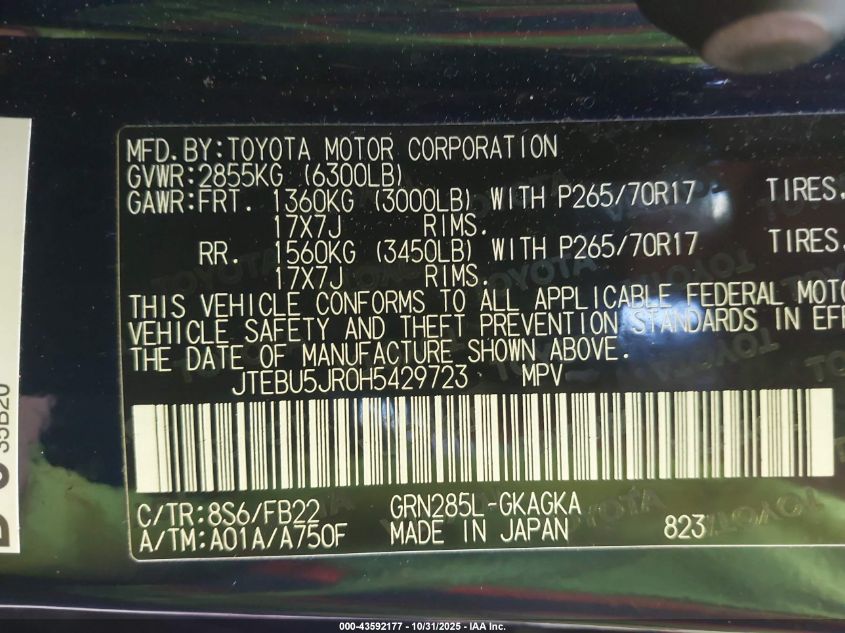 MFD.BY:TOYOTA MOTOR CORPORATION
GVWR:2855KG (6300LB)
GAWR:FRT. 1360KG (3000LB) WITH P265/70R17 TIRES.
17X7J RIMS.
RR. 1560KG (3450LB) WITH P265/70R17 TIRES.
17X7J RIMS.
THIS VEHICLE CONFORMS TO ALL APPLICABLE FEDERAL MOTO
VEHICLE SAFETY AND THEFT PREVENTION STANDARDS IN EFF
THE DATE OF MANUFACTURE SHOWN ABOVE.
JTEBU5JR0H5429723 MPV
C/TR:8S6/FB22 GRN285L-GKAGKA
A/TM:A01A/A750F MADE IN JAPAN 823
TOYOTA
000-43592177 - 10/31/2025 - IAA Inc.